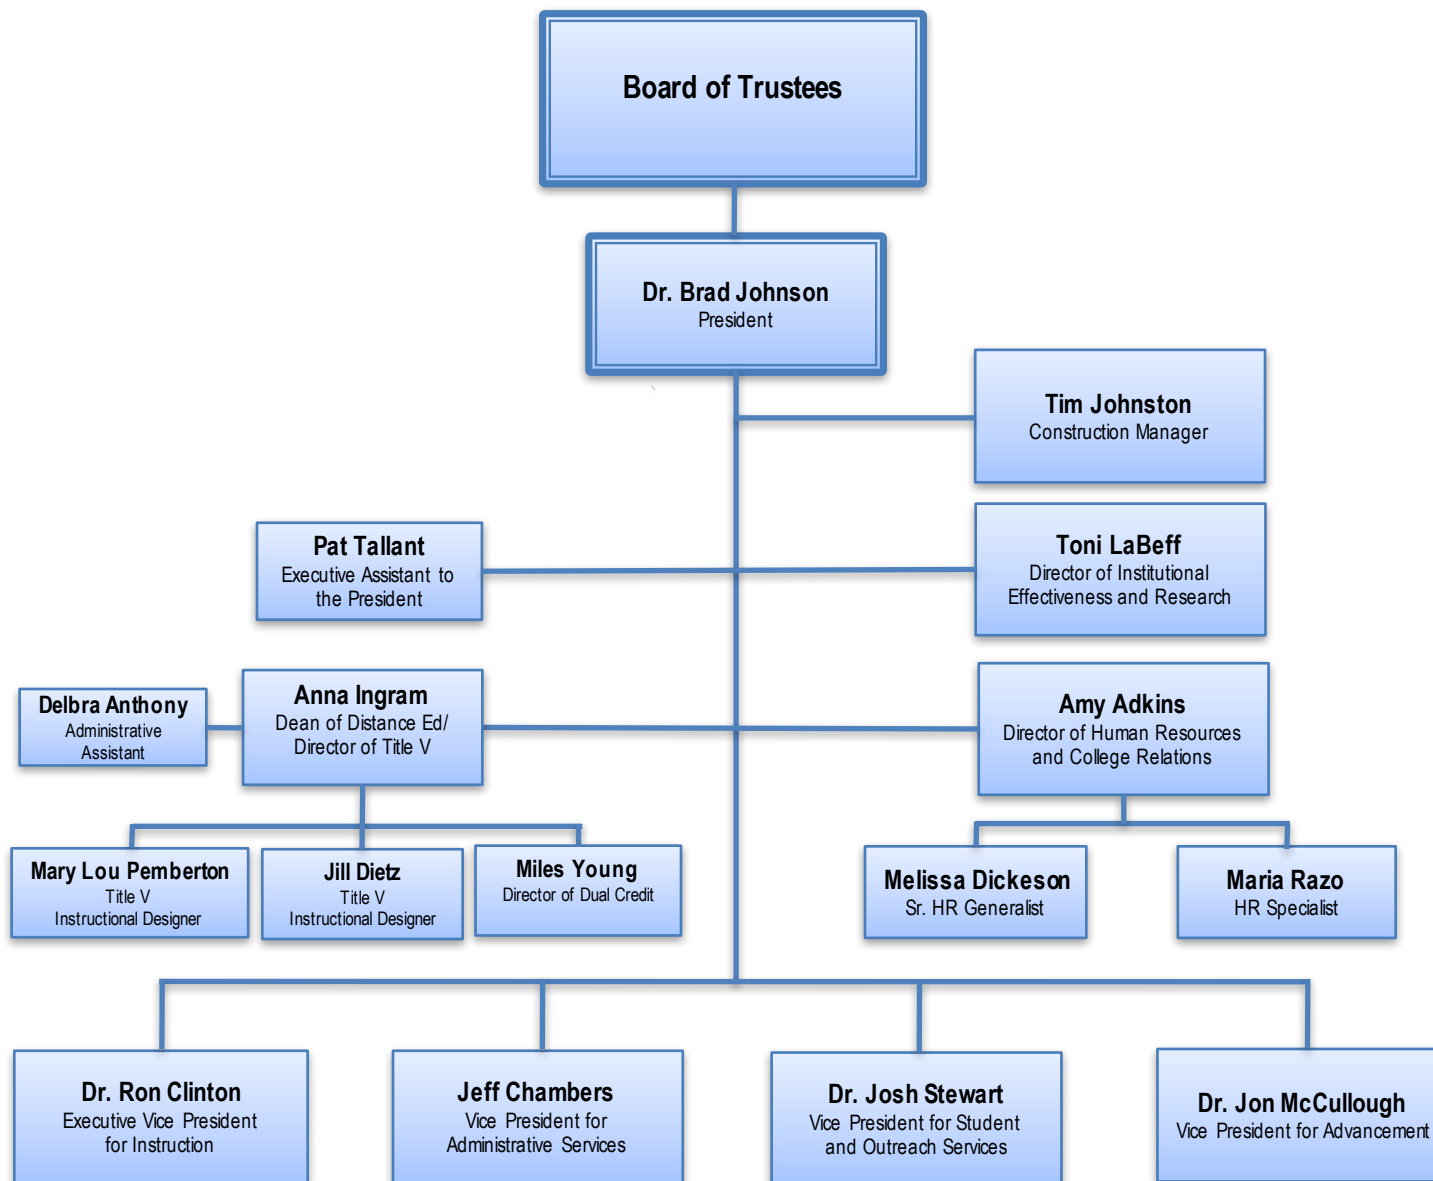 Board of Trustees
Dr. Brad Johnson
President
Tim Johnston
Construction Manager
Pat Tallant
Executive Assistant to
the President
Toni LaBeff
Director of Institutional
Effectiveness and Research
Delbra Anthony
Administrative
Assistant
Anna Ingram
Dean of Distance Ed/
Director of Title V
Amy Adkins
Director of Human Resources
and College Relations
Mary Lou Pemberton
Title V
Instructional Designer
Jill Dietz
Title V
Instructional Designer
Miles Young
Director of Dual Credit
Melissa Dickeson
Sr. HR Generalist
Maria Razo
HR Specialist
Dr. Ron Clinton
Executive Vice President
for Instruction
Jeff Chambers
Vice President for
Administrative Services
Dr. Josh Stewart
Vice President for Student
and Outreach Services
Dr. Jon McCullough
Vice President for Advancement